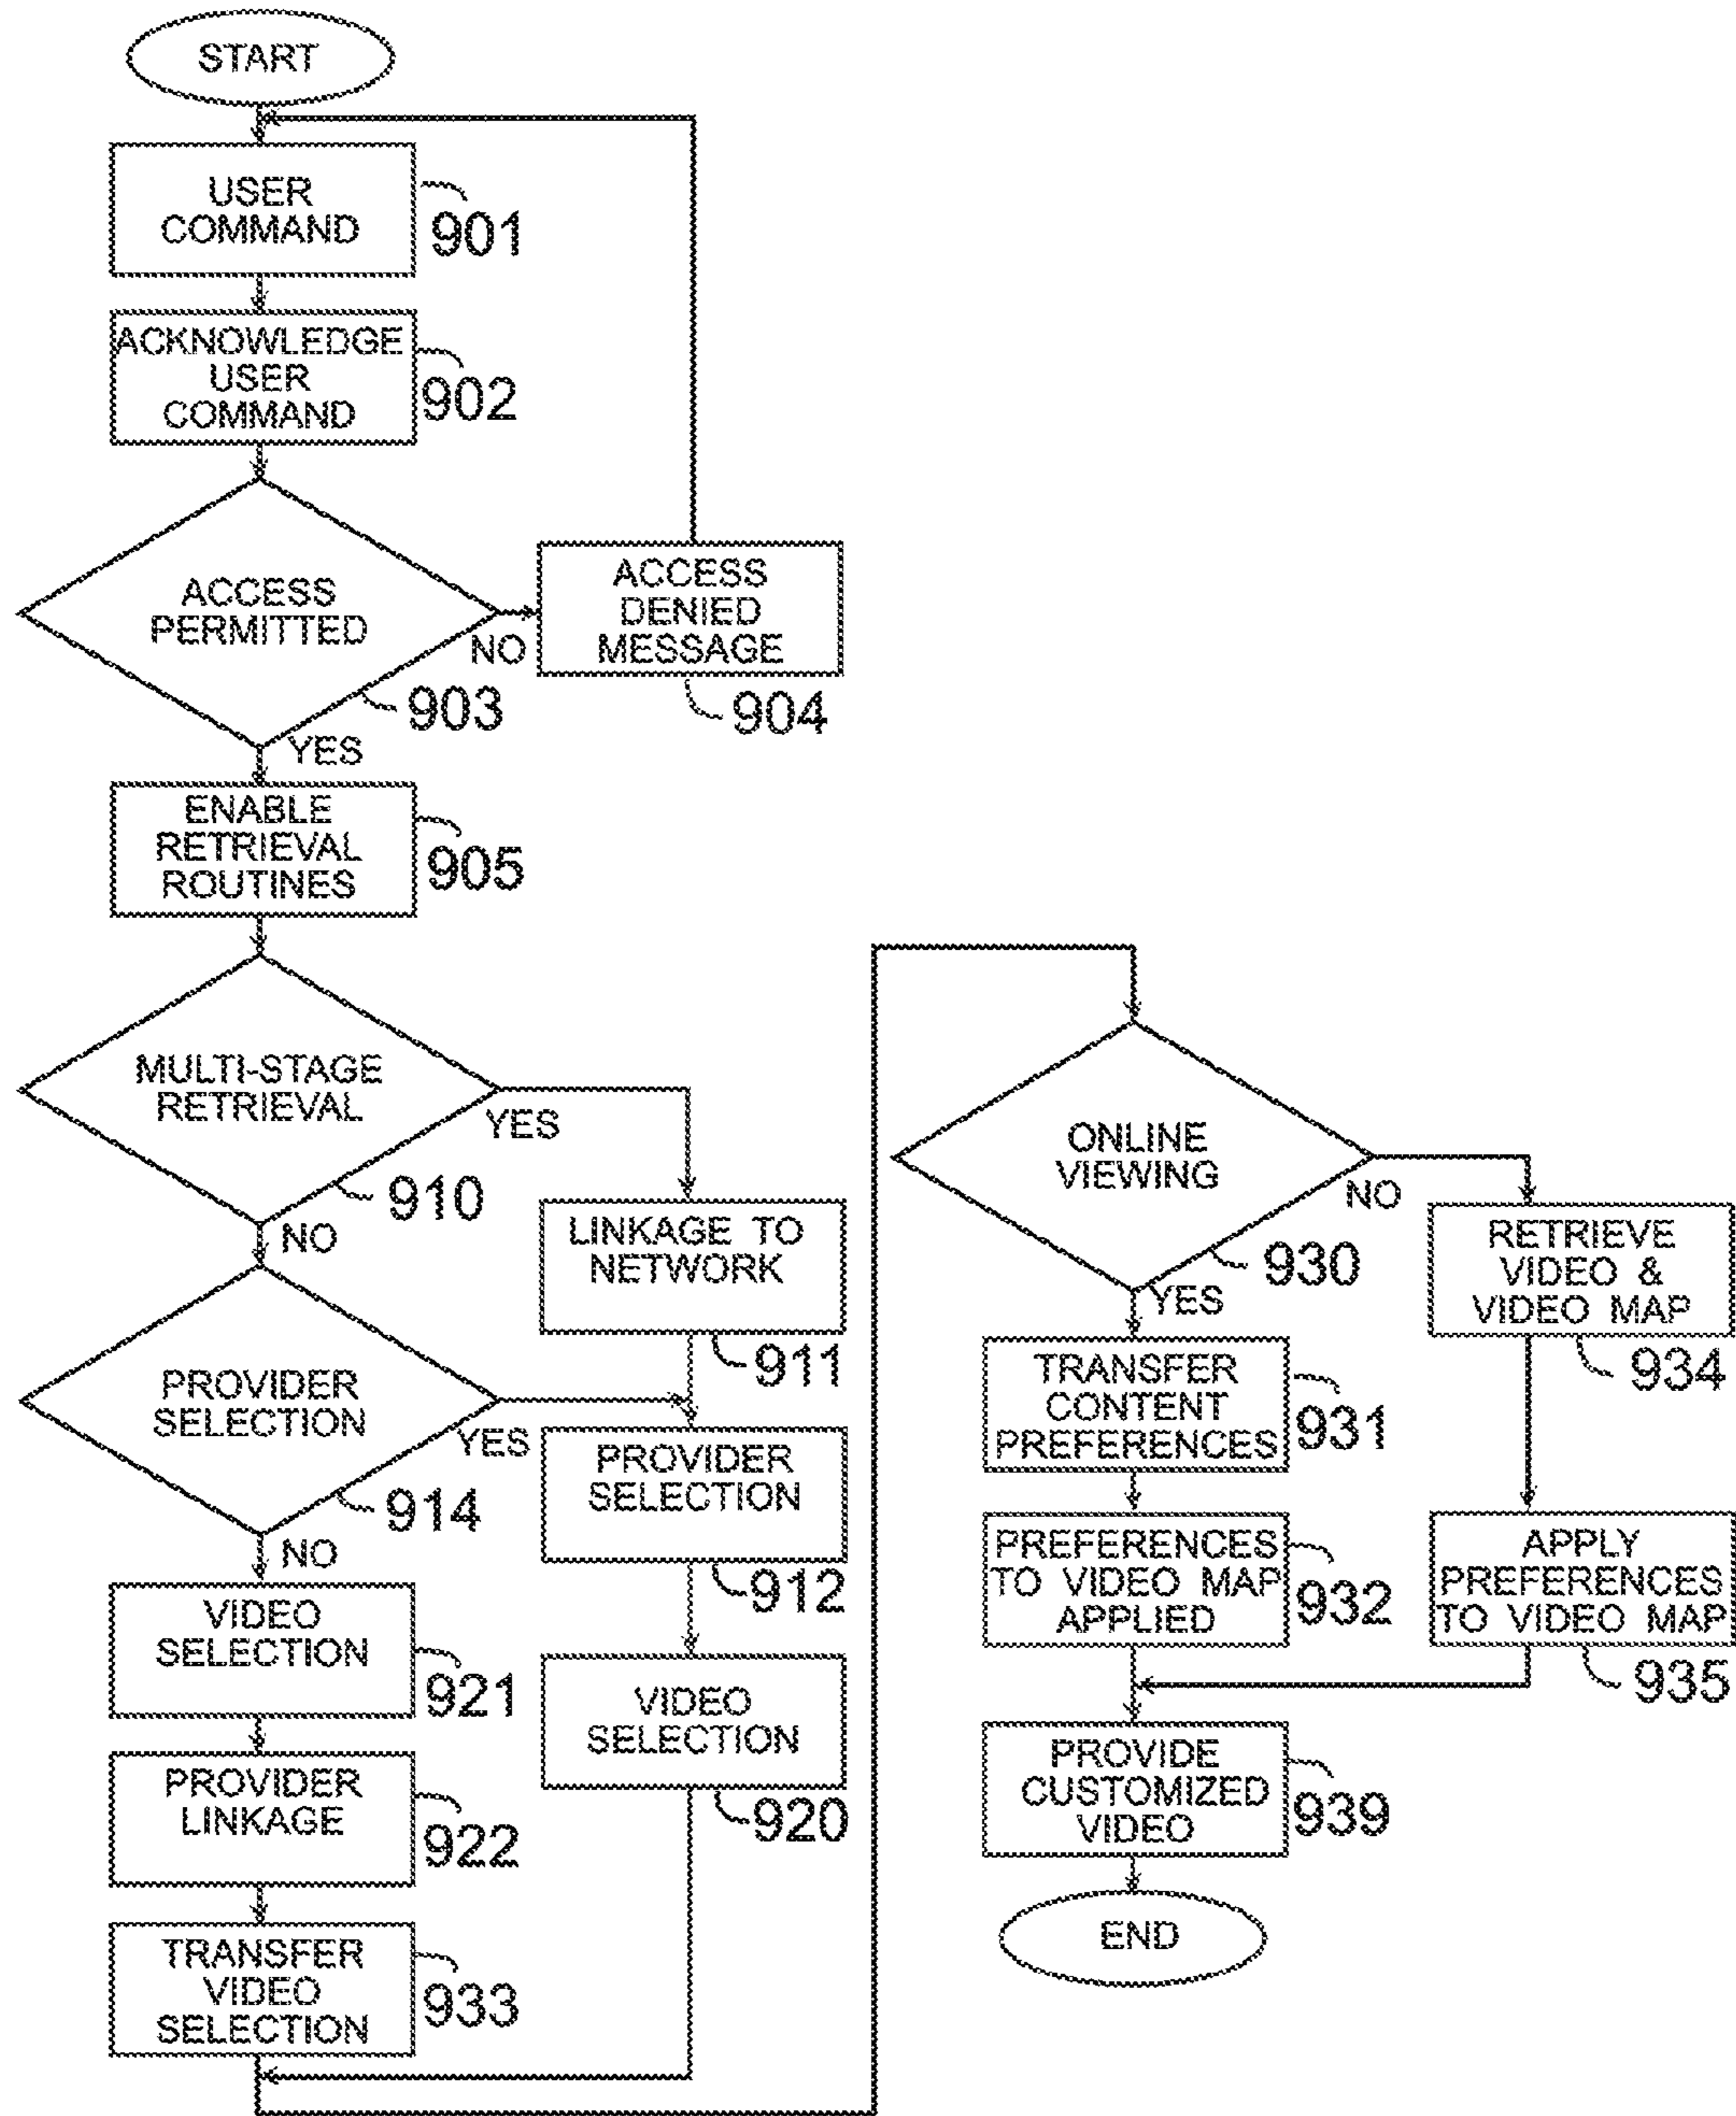 START
USER
COMMAND
901
ACKNOWLEDGE
USER
COMMAND
902
ACCESS
PERMITTED
NO
903
YES
ACCESS
DENIED
MESSAGE
904
ENABLE
RETRIEVAL
ROUTINES
905
MULTI-STAGE
RETRIEVAL
YES
910
NO
LINKAGE TO
NETWORK
911
PROVIDER
SELECTION
YES
914
NO
PROVIDER
SELECTION
912
VIDEO
SELECTION
921
VIDEO
SELECTION
920
PROVIDER
LINKAGE
922
TRANSFER
VIDEO
SELECTION
933
ONLINE
VIEWING
NO
930
YES
RETRIEVE
VIDEO &
VIDEO MAP
934
TRANSFER
CONTENT
PREFERENCES
931
PREFERENCES
TO VIDEO MAP
APPLIED
932
APPLY
PREFERENCES
TO VIDEO MAP
935
PROVIDE
CUSTOMIZED
VIDEO
939
END